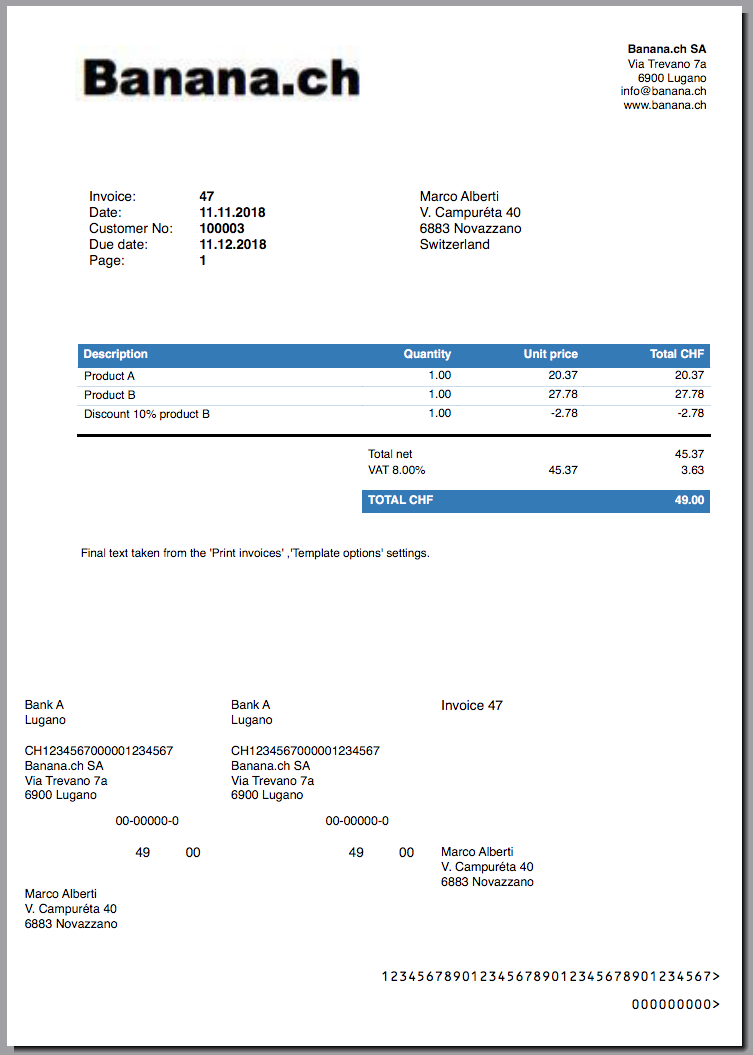 Banana.ch
Banana.ch SA
Via Trevano 7a
6900 Lugano
info@banana.ch
www.banana.ch
Invoice: 47
Date: 11.11.2018
Customer No: 100003
Due date: 11.12.2018
Page: 1
Marco Alberti
V. Campuréta 40
6883 Novazzano
Switzerland
Description Quantity Unit price Total CHF
Product A 1.00 20.37 20.37
Product B 1.00 27.78 27.78
Discount 10% product B 1.00 -2.78 -2.78
Total net 45.37
VAT 8.00% 45.37 3.63
TOTAL CHF 49.00
Final text taken from the 'Print invoices' ,'Template options' settings.
Bank A
Lugano
CH1234567000001234567
Banana.ch SA
Via Trevano 7a
6900 Lugano
00-00000-0
49 00
Marco Alberti
V. Campuréta 40
6883 Novazzano
Bank A
Lugano
CH1234567000001234567
Banana.ch SA
Via Trevano 7a
6900 Lugano
00-00000-0
49 00
Invoice 47
Marco Alberti
V. Campuréta 40
6883 Novazzano
1234567890123456789012345678901234567>
000000000>